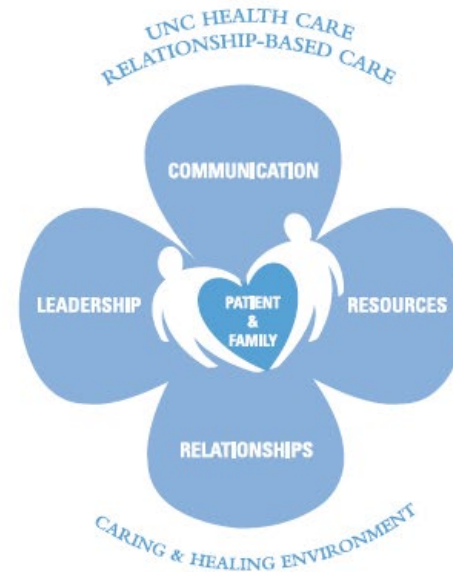 UNC HEALTH CARE
RELATIONSHIP-BASED CARE
COMMUNICATION
LEADERSHIP
PATIENT
&
FAMILY
RESOURCES
RELATIONSHIPS
CARING & HEALING ENVIRONMENT